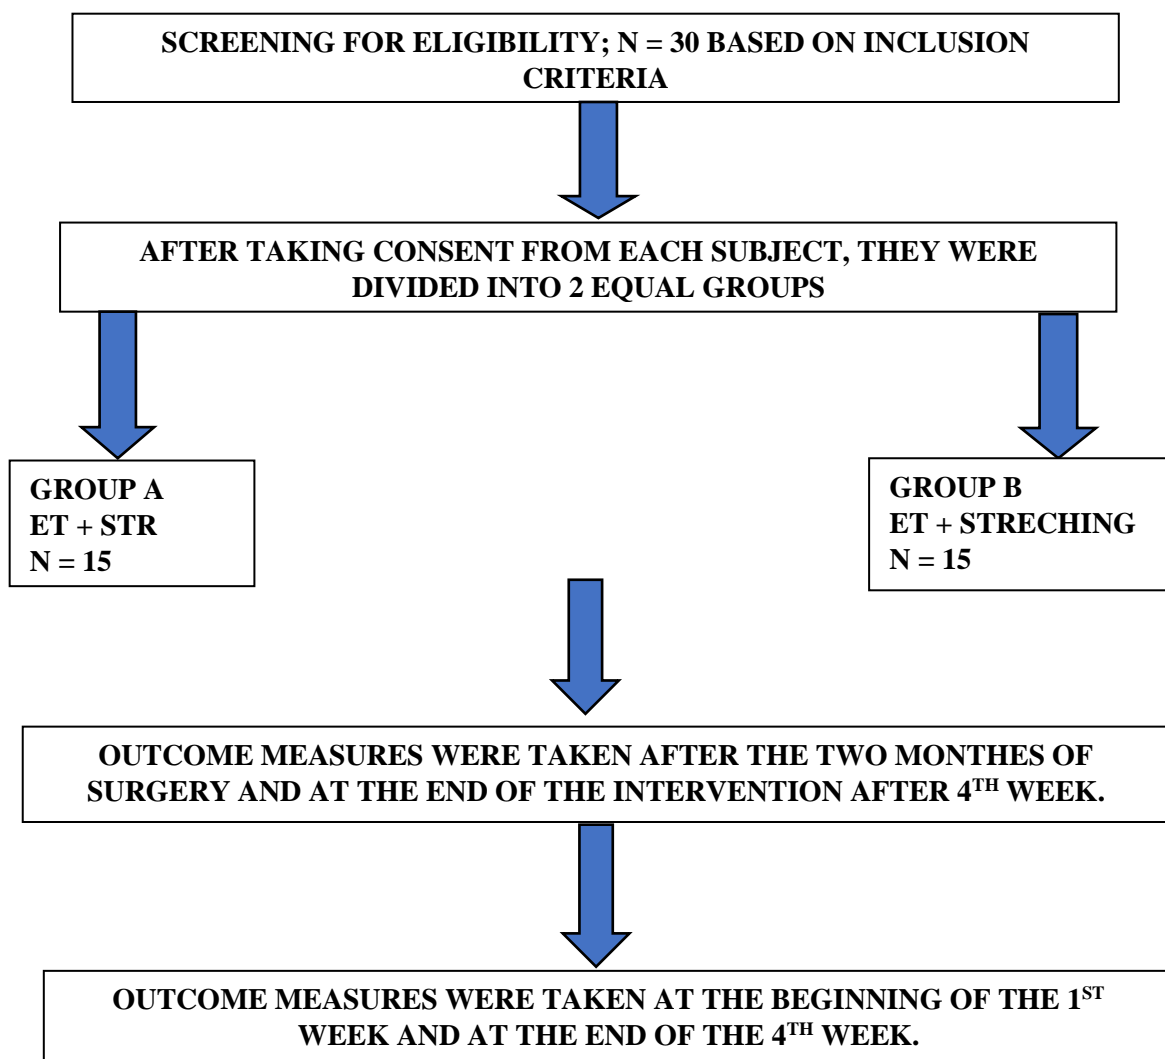 SCREENING FOR ELIGIBILITY; N = 30 BASED ON INCLUSION
CRITERIA
AFTER TAKING CONSENT FROM EACH SUBJECT, THEY WERE
DIVIDED INTO 2 EQUAL GROUPS
GROUP A
ET + STR
N = 15
GROUP B
ET + STRECHING
N = 15
OUTCOME MEASURES WERE TAKEN AFTER THE TWO MONTHES OF
SURGERY AND AT THE END OF THE INTERVENTION AFTER 4TH WEEK.
OUTCOME MEASURES WERE TAKEN AT THE BEGINNING OF THE 1ST
WEEK AND AT THE END OF THE 4TH WEEK.